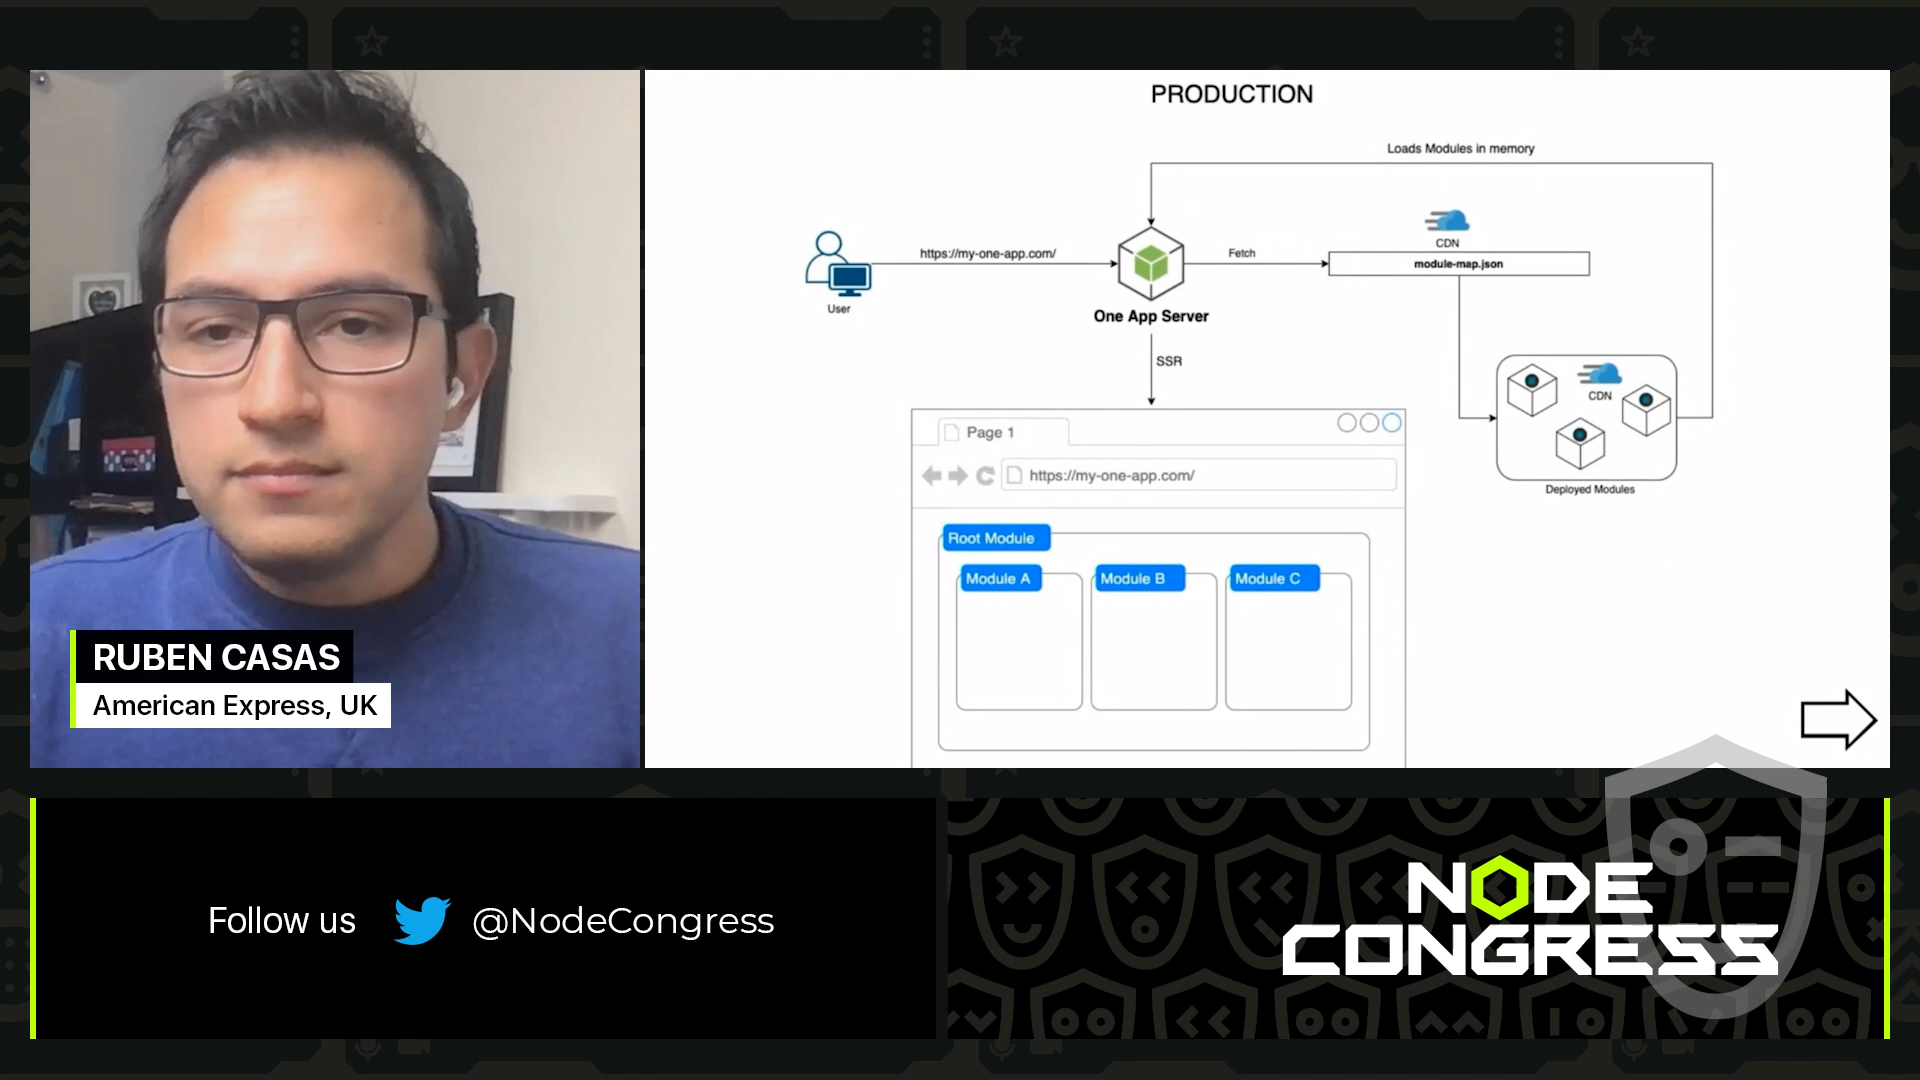 PRODUCTION
Loads Modules in memory
https://my-one-app.com/
Fetch
CDN
module-map.json
User
One App Server
SSR
CDN
Deployed Modules
Page 1
https://my-one-app.com/
Root Module
Module A
Module B
Module C
RUBEN CASAS
American Express, UK
Follow us
@NodeCongress
NODE
CONGRESS